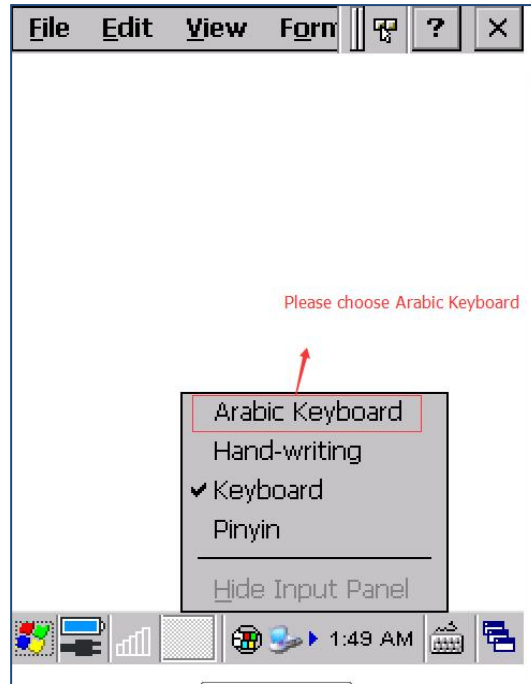 File Edit View Form ? ×
Please choose Arabic Keyboard
Arabic Keyboard
Hand-writing
Keyboard
Pinyin
Hide Input Panel
1:49 AM